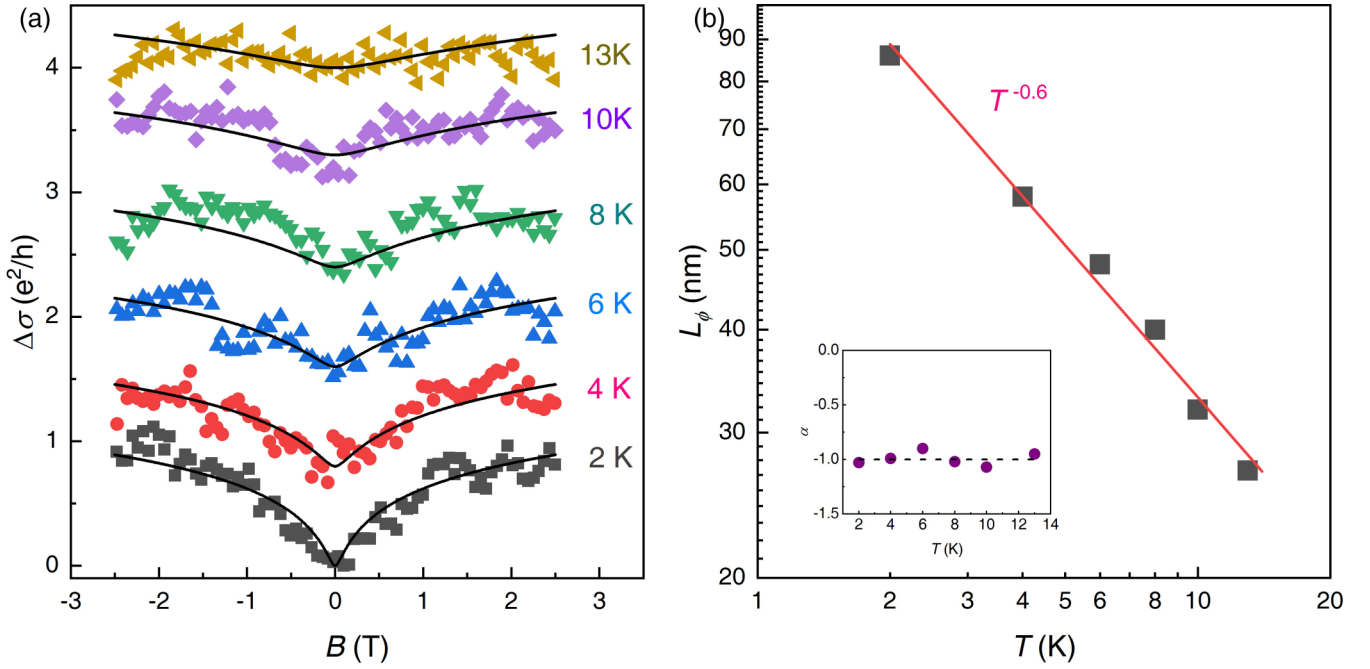 (a)
Δσ (e²/h)
4
3
2
1
0
13K
10K
8 K
6 K
4 K
2 K
-3 -2 -1 0 1 2 3
B (T)
(b)
L_ϕ (nm)
90
80
70
60
50
40
30
20
T^-0.6
α
0.0
-0.5
-1.0
-1.5
2 4 6 8 10 12 14
T (K)
1 2 3 4 5 6 8 10 20
T (K)